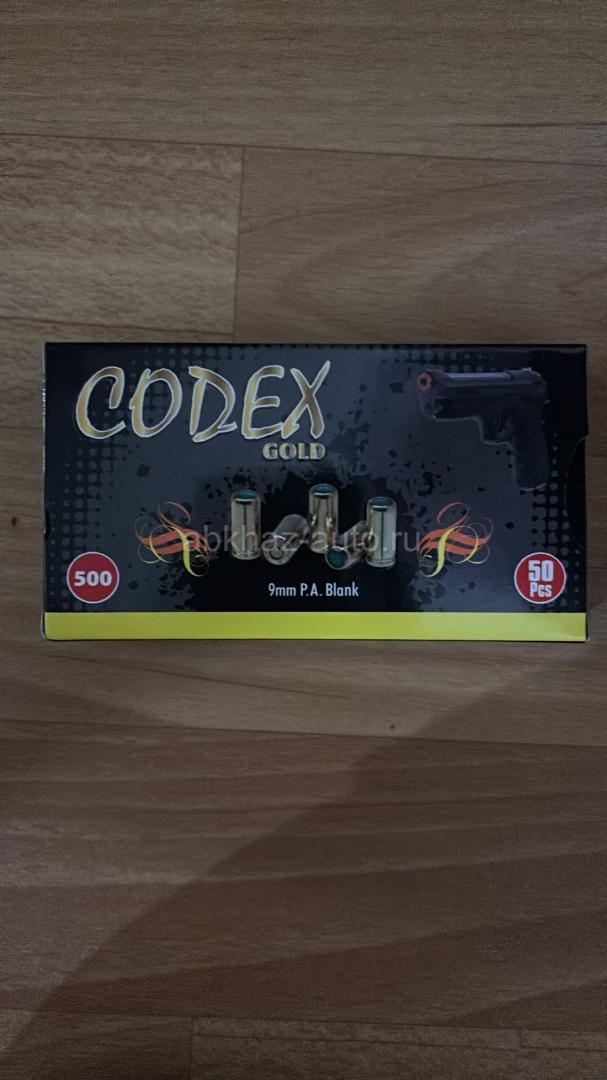 CODEX
GOLD
abkhaz-auto.ru
500
9mm P.A. Blank
50
Pcs